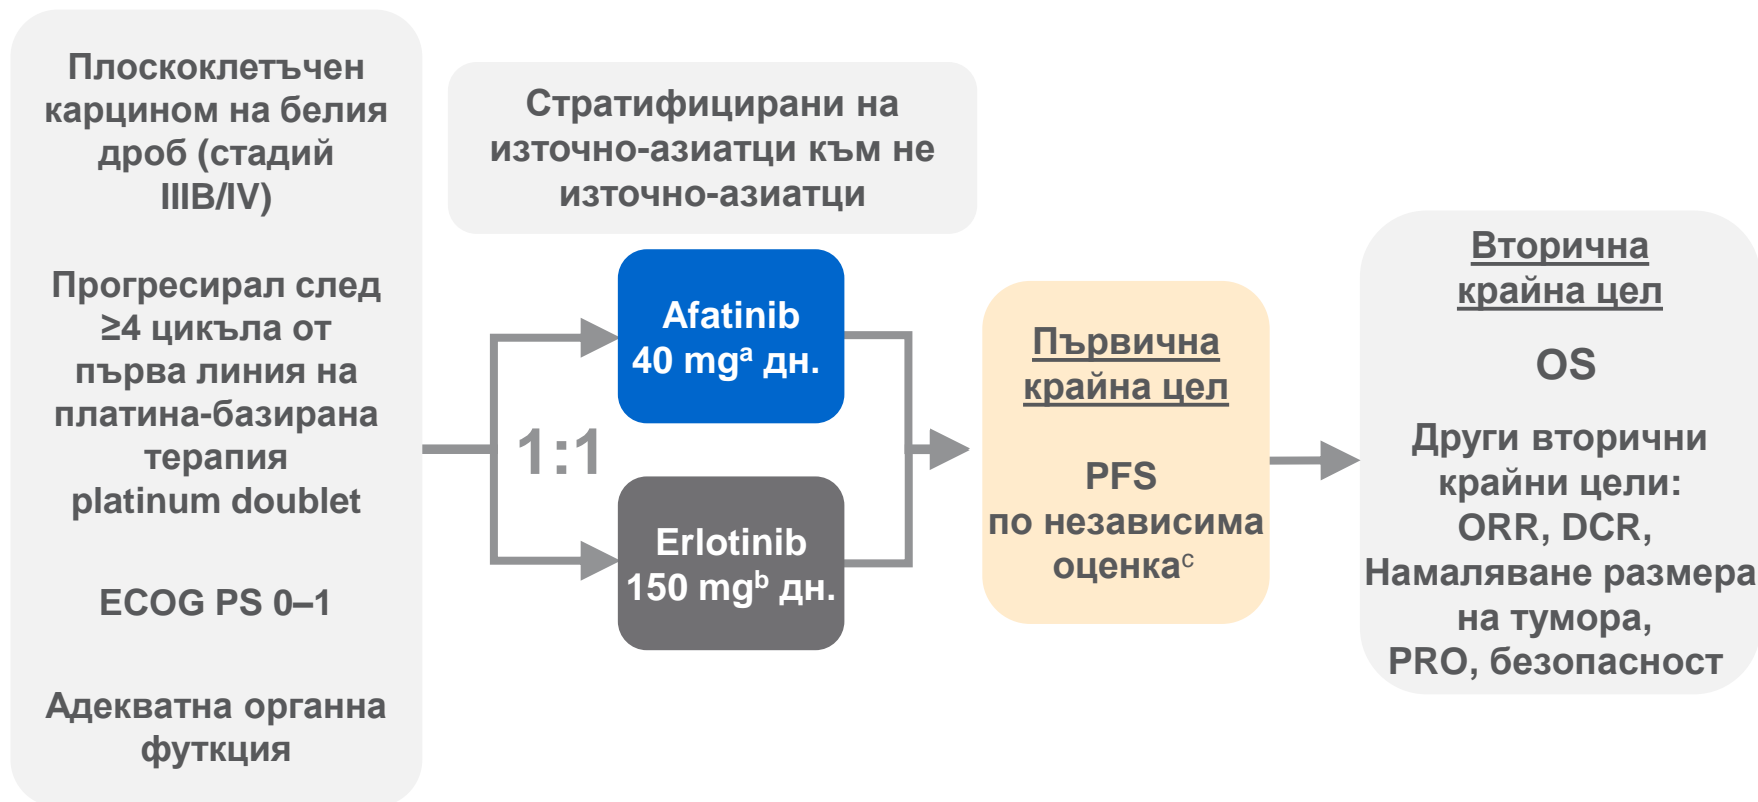 Плоскоклетъчен
карцином на белия
дроб (стадий
IIIB/IV)
Прогресирал след
≥4 цикъла от
първа линия на
платина-базирана
терапия
platinum doublet
ECOG PS 0–1
Адекватна органна
футкция
Стратифицирани на
източно-азиатци към не
източно-азиатци
1:1
Afatinib
40 mgᵃ дн.
Erlotinib
150 mgᵇ дн.
Първична
крайна цел
PFS
по независима
оценкаᶜ
Вторична
крайна цел
OS
Други вторични
крайни цели:
ORR, DCR,
Намаляване размера
на тумора,
PRO, безопасност